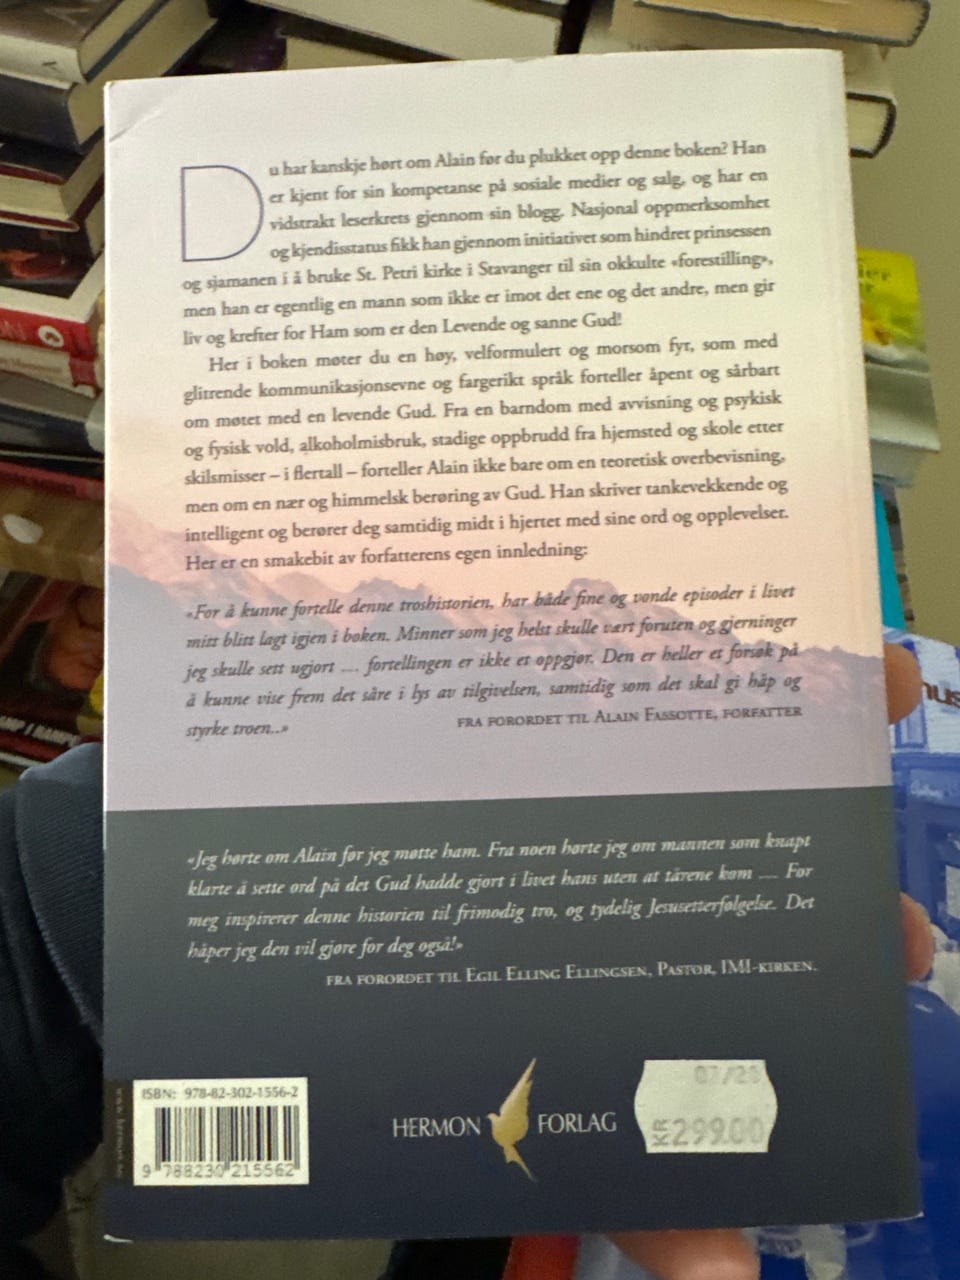 Du har kanskje hørt om Alain før du plukket opp denne boken? Han
er kjent for sin kompetanse på sosiale medier og salg, og har en
vidstrakt leserkrets gjennom sin blogg. Nasjonal oppmerksomhet
og kjendisstatus fikk han gjennom initiativet som hindret prinsessen
og sjamanen i å bruke St. Petri kirke i Stavanger til sin okkulte «forestilling»,
men han er egentlig en mann som ikke er imot det ene og det andre, men gir
liv og krefter for Ham som er den Levende og sanne Gud!
Her i boken møter du en høy, velformulert og morsom fyr, som med
glitrende kommunikasjonsevne og fargerikt språk forteller åpent og sårbart
om møtet med en levende Gud. Fra en barndom med avvisning og psykisk
og fysisk vold, alkoholmisbruk, stadige oppbrudd fra hjemsted og skole etter
skilsmisser – i flertall – forteller Alain ikke bare om en teoretisk overbevisning,
men om en nær og himmelsk berøring av Gud. Han skriver tankevekkende og
intelligent og berører deg samtidig midt i hjertet med sine ord og opplevelser.
Her er en smakebit av forfatterens egen innledning:
«For å kunne fortelle denne troshistorien, har både fine og vonde episoder i livet
mitt blitt lagt igjen i boken. Minner som jeg helst skulle vært foruten og gjerninger
jeg skulle sett ugjort .... fortellingen er ikke et oppgjør. Den er heller et forsøk på
å kunne vise frem det såre i lys av tilgivelsen, samtidig som det skal gi håp og
styrke troen..»
FRA FORORDET TIL ALAIN FASSOTTE, FORFATTER
«Jeg hørte om Alain før jeg møtte ham. Fra noen hørte jeg om mannen som knapt
klarte å sette ord på det Gud hadde gjort i livet hans uten at tårene kom .... For
meg inspirerer denne historien til frimodig tro, og tydelig Jesusetterfølgelse. Det
håper jeg den vil gjøre for deg også!»
FRA FORORDET TIL EGIL ELLING ELLINGSEN, PASTOR, IMI-KIRKEN.
ISBN: 978-82-302-1556-2
9 788230 215562
HERMON FORLAG
KR 299.00